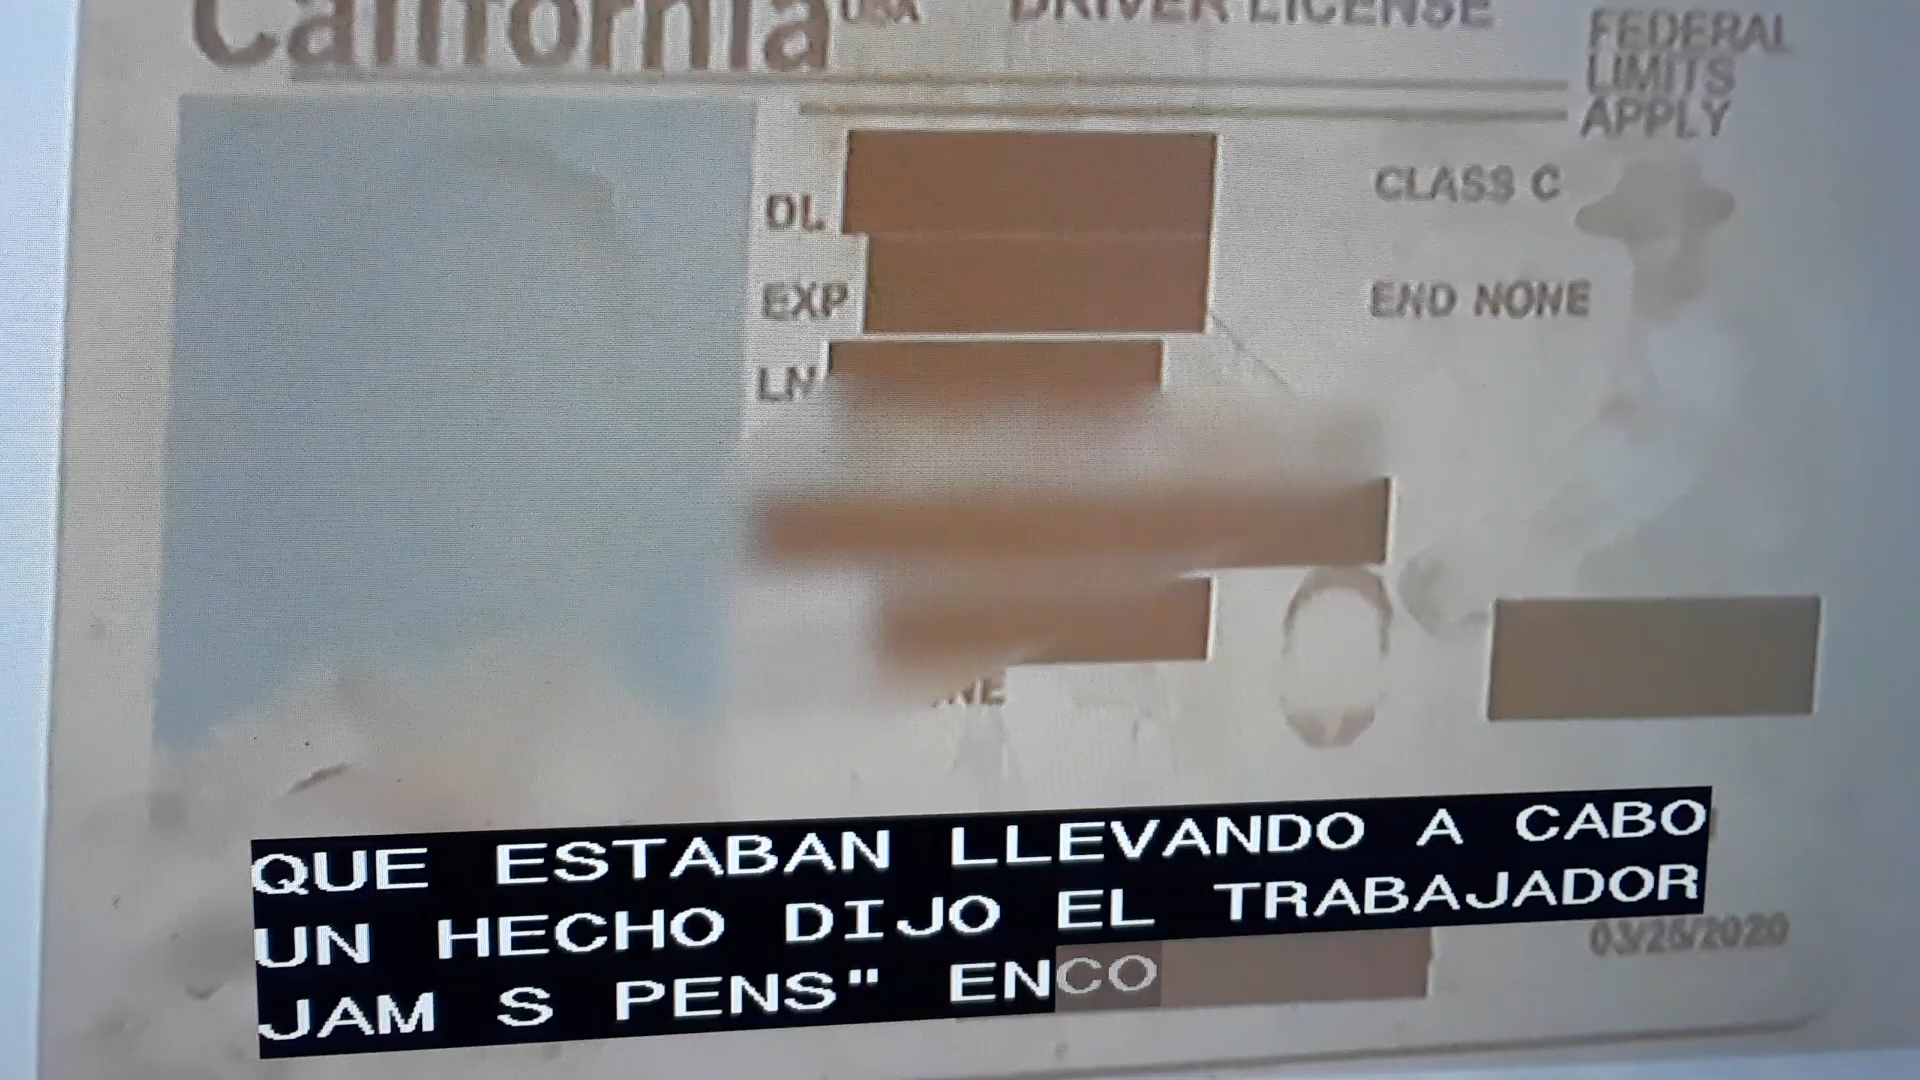 California USA DRIVER LICENSE
FEDERAL
LIMITS
APPLY
DL
CLASS C
EXP
END NONE
LN
QUE ESTABAN LLEVANDO A CABO
UN HECHO DIJO EL TRABAJADOR
03/25/2020
JAM S PENS" ENCO